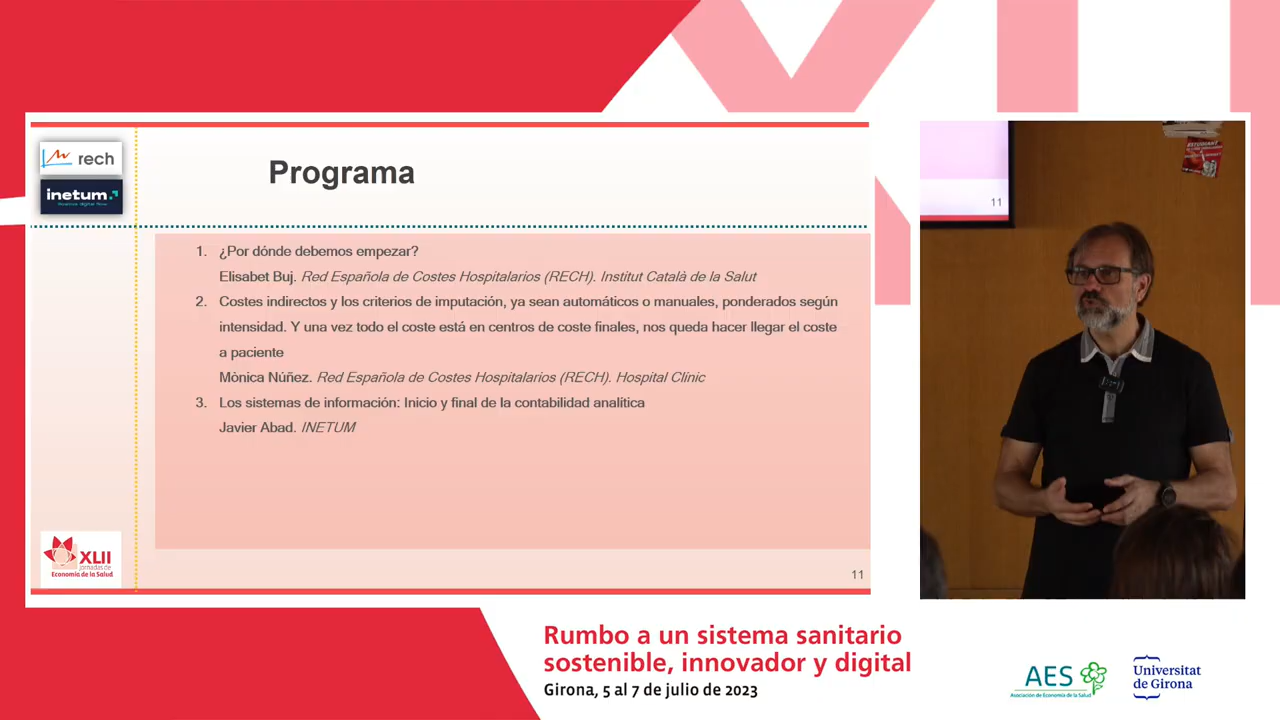 rech
inetum.
Programa
1. ¿Por dónde debemos empezar?
Elisabet Buj. Red Española de Costes Hospitalarios (RECH). Institut Català de la Salut
2. Costes indirectos y los criterios de imputación, ya sean automáticos o manuales, ponderados según
intensidad. Y una vez todo el coste está en centros de coste finales, nos queda hacer llegar el coste
a paciente
Mònica Núñez. Red Española de Costes Hospitalarios (RECH). Hospital Clínic
3. Los sistemas de información: Inicio y final de la contabilidad analítica
Javier Abad. INETUM
XLII
jornadas de
Economía de la Salud
11
11
Rumbo a un sistema sanitario
sostenible, innovador y digital
Girona, 5 al 7 de julio de 2023
AES
Asociación de Economía de la Salud
Universitat
de Girona